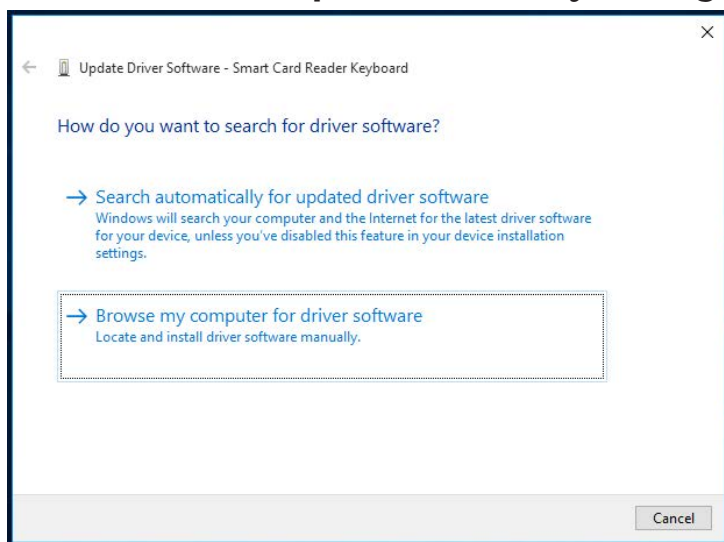 Update Driver Software - Smart Card Reader Keyboard
How do you want to search for driver software?
Search automatically for updated driver software
Windows will search your computer and the Internet for the latest driver software
for your device, unless you've disabled this feature in your device installation
settings.
Browse my computer for driver software
Locate and install driver software manually.
Cancel